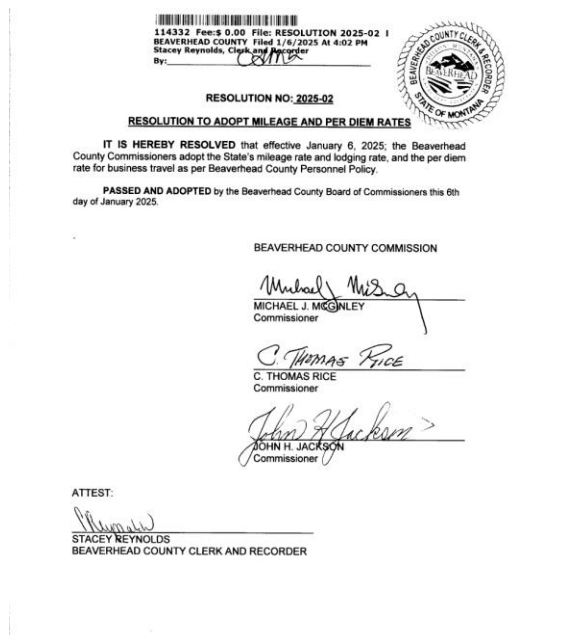 114332 Fee:$ 0.00 File: RESOLUTION 2025-02 I
BEAVERHEAD COUNTY Filed 1/6/2025 At 4:02 PM
Stacey Reynolds, Clerk and Recorder
By:
BEAVERHEAD COUNTY CLERK & RECORDER
BEAVERHEAD
STATE OF MONTANA
RESOLUTION NO: 2025-02
RESOLUTION TO ADOPT MILEAGE AND PER DIEM RATES
IT IS HEREBY RESOLVED that effective January 6, 2025; the Beaverhead
County Commissioners adopt the State's mileage rate and lodging rate, and the per diem
rate for business travel as per Beaverhead County Personnel Policy.
PASSED AND ADOPTED by the Beaverhead County Board of Commissioners this 6th
day of January 2025.
BEAVERHEAD COUNTY COMMISSION
MICHAEL J. MCGINLEY
Commissioner
C. THOMAS RICE
C. THOMAS RICE
Commissioner
John H Jackson
JOHN H. JACKSON
Commissioner
ATTEST:
STACEY REYNOLDS
BEAVERHEAD COUNTY CLERK AND RECORDER